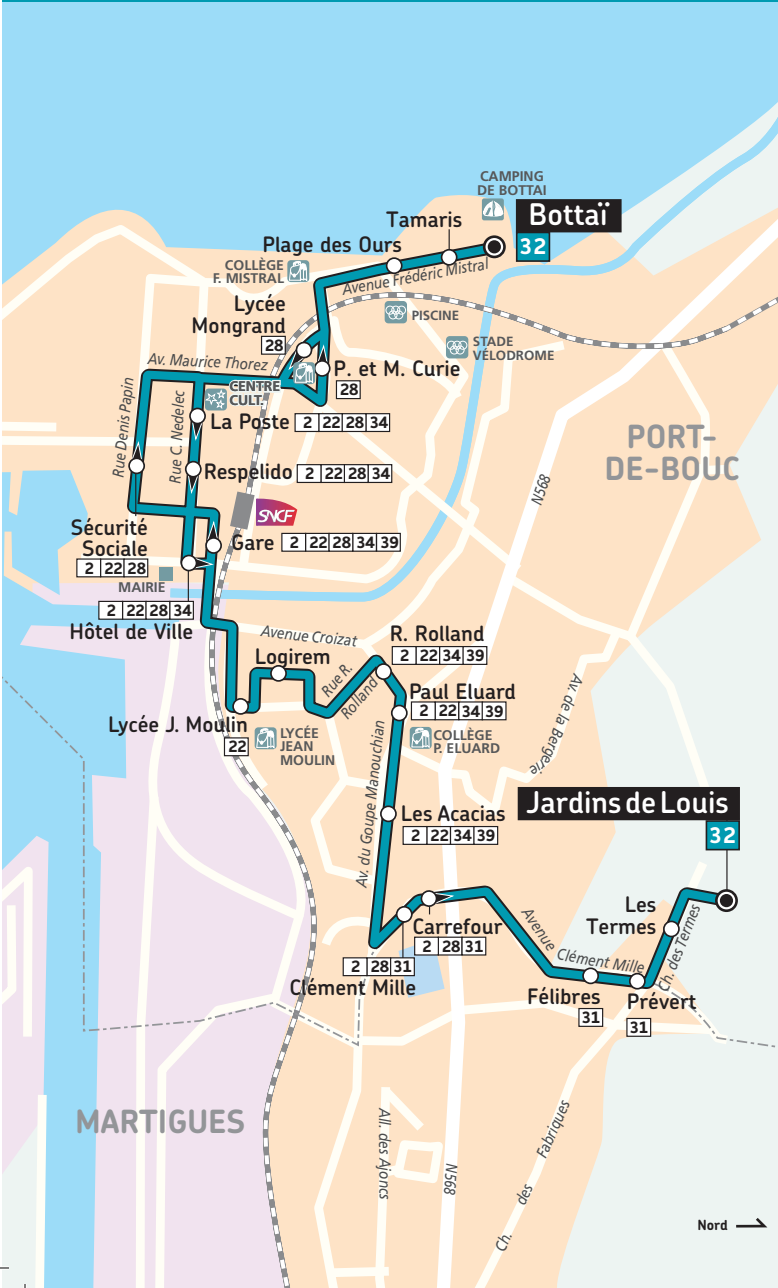 CAMPING
DE BOTTAI
Bottaï
32
Tamaris
Plage des Ours
Avenue Frédéric Mistral
COLLÈGE
F. MISTRAL
Lycée
Mongrand
28
PISCINE
STADE
VÉLODROME
Av. Maurice Thorez
P. et M. Curie
28
CENTRE
CULT.
Rue Denis Papin
Rue C. Nedelec
La Poste 2 22 28 34
PORT-
DE-BOUC
Respelido 2 22 28 34
N568
SNCF
Sécurité
Sociale
2 22 28
Gare 2 22 28 34 39
MAIRIE
2 22 28 34
Hôtel de Ville
Avenue Croizat
R. Rolland
2 22 34 39
Logirem
Rue R.
Rolland
Paul Eluard
2 22 34 39
Av. de la Bergerie
Lycée J. Moulin
22
LYCÉE
JEAN
MOULIN
COLLÈGE
P. ELUARD
Av. du Goupe Manouchian
Jardins de Louis
32
Les Acacias
2 22 34 39
Les
Termes
Carrefour
2 28 31
Avenue
Clément Mille
Ch. des Termes
2 28 31
Clément Mille
Félibres
31
Prévert
31
MARTIGUES
All. des Ajoncs
N568
Ch. des Fabriques
Nord